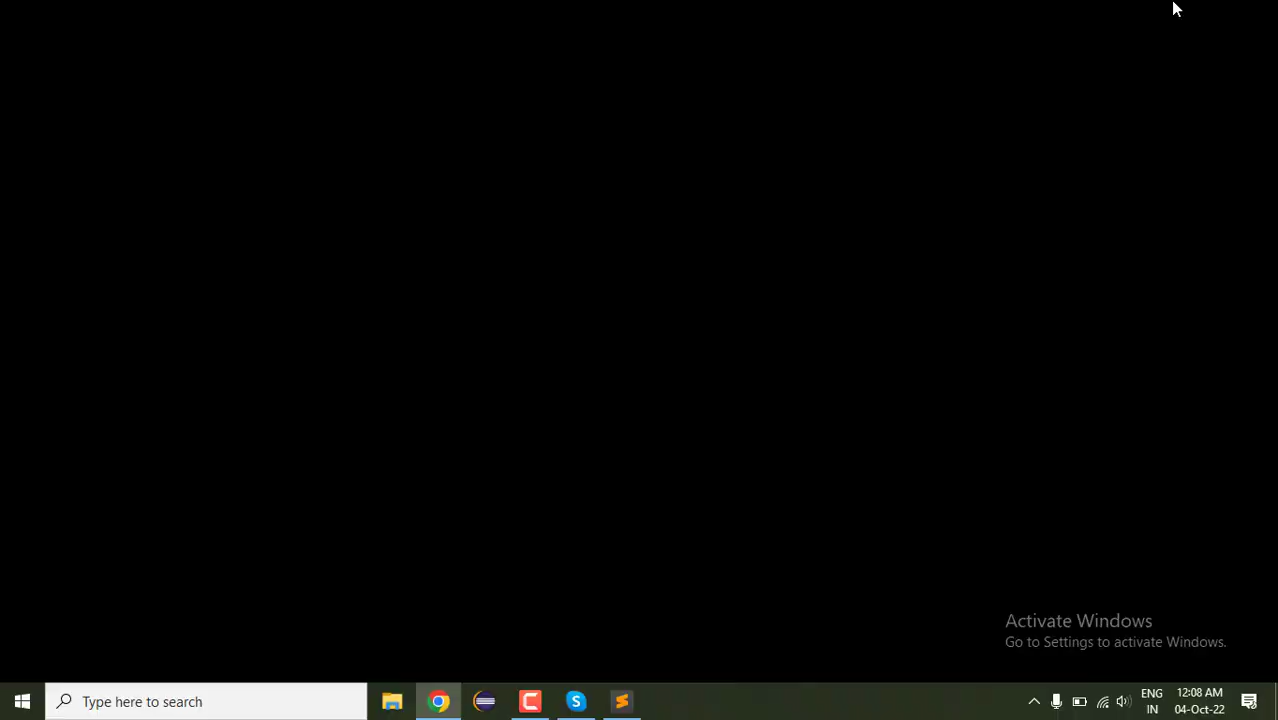 Activate Windows
Go to Settings to activate Windows.
Type here to search
ENG
IN
12:08 AM
04-Oct-22